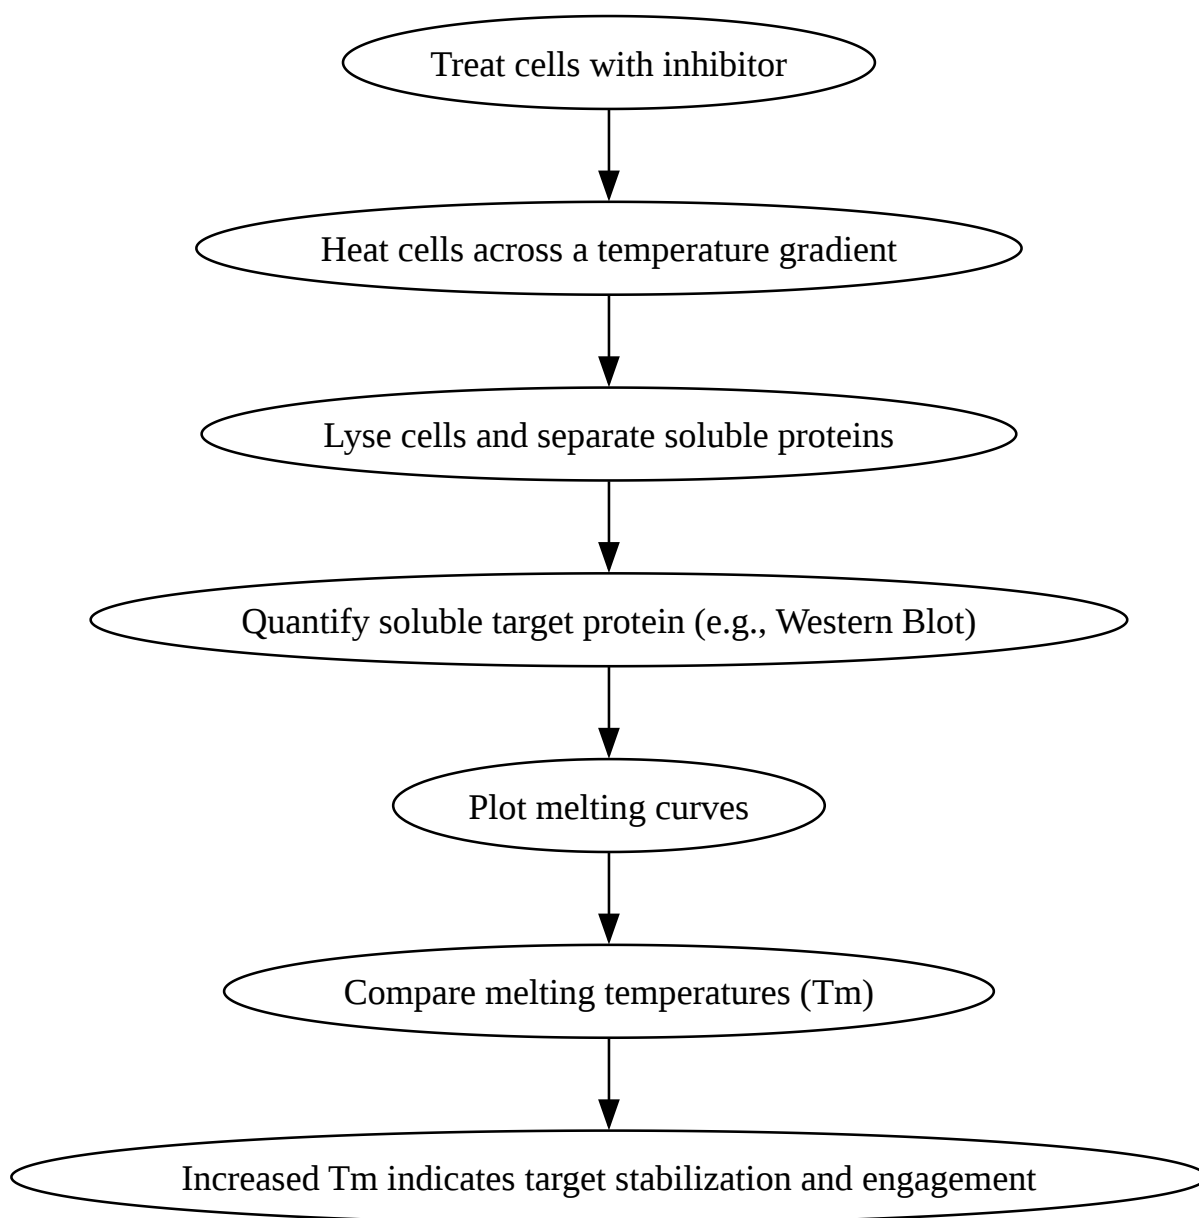 Treat cells with inhibitor
Heat cells across a temperature gradient
Lyse cells and separate soluble proteins
Quantify soluble target protein (e.g., Western Blot)
Plot melting curves
Compare melting temperatures (Tm)
Increased Tm indicates target stabilization and engagement